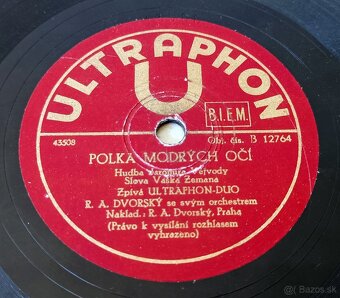 ULTRAPHON
U
B.I.E.M.
43508
Obj. čís. B 12764
POLKA MODRÝCH OČÍ
Hudba Jaromíra Vejvody
Slova Vaška Zemana
Zpívá ULTRAPHON-DUO
R. A. DVORSKÝ se svým orchestrem
Naklad.: R. A. Dvorský, Praha
(Právo k vysílání rozhlasem
vyhrazeno)
@( Bazos.sk